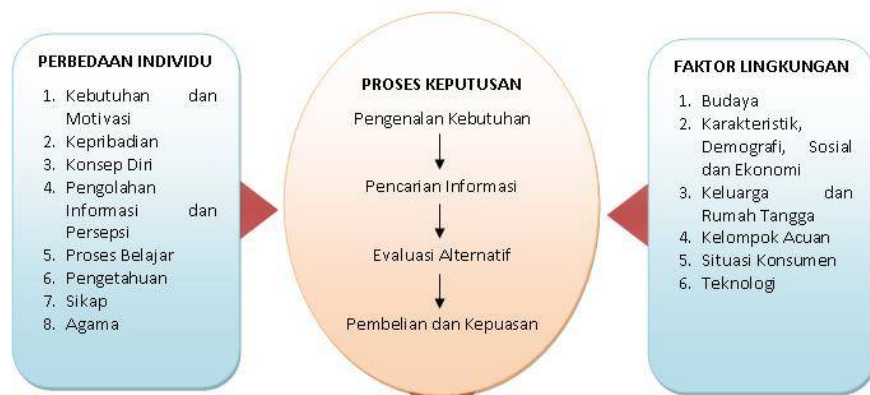 PERBEDAAN INDIVIDU
1. Kebutuhan dan
Motivasi
2. Kepribadian
3. Konsep Diri
4. Pengolahan
Informasi dan
Persepsi
5. Proses Belajar
6. Pengetahuan
7. Sikap
8. Agama
PROSES KEPUTUSAN
Pengenalan Kebutuhan
Pencarian Informasi
Evaluasi Alternatif
Pembelian dan Kepuasan
FAKTOR LINGKUNGAN
1. Budaya
2. Karakteristik,
Demografi, Sosial
dan Ekonomi
3. Keluarga dan
Rumah Tangga
4. Kelompok Acuan
5. Situasi Konsumen
6. Teknologi